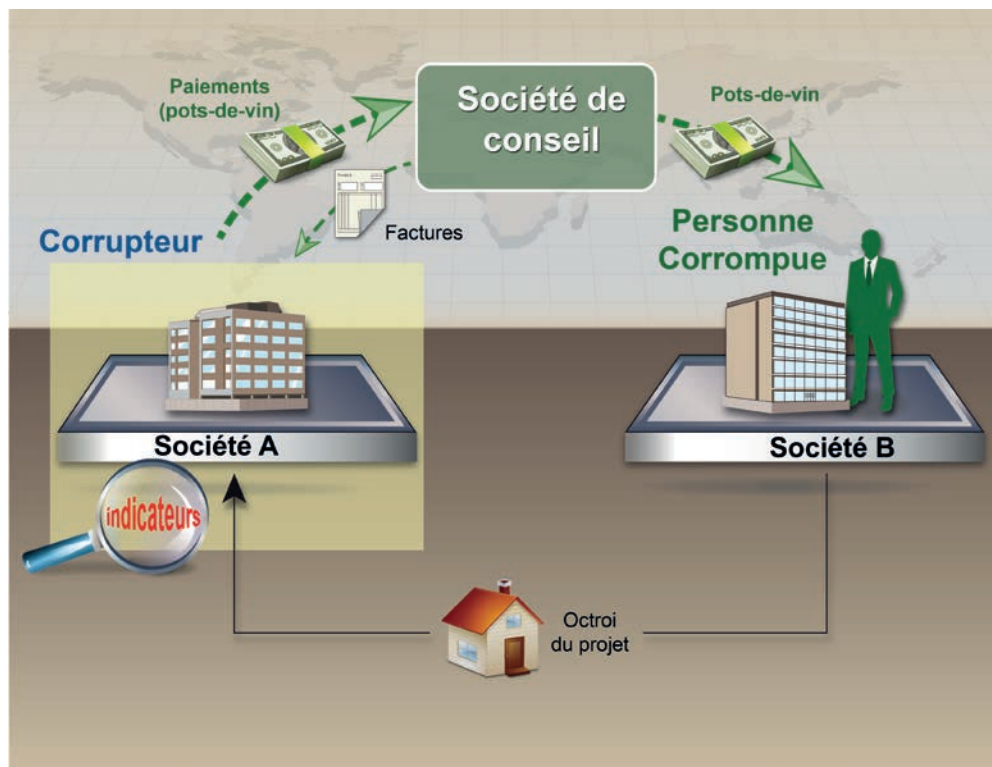 Paiements
(pots-de-vin)
Société de
conseil
Pots-de-vin
Factures
Corrupteur
Personne
Corrompue
Société A
Société B
indicateurs
Octroi
du projet